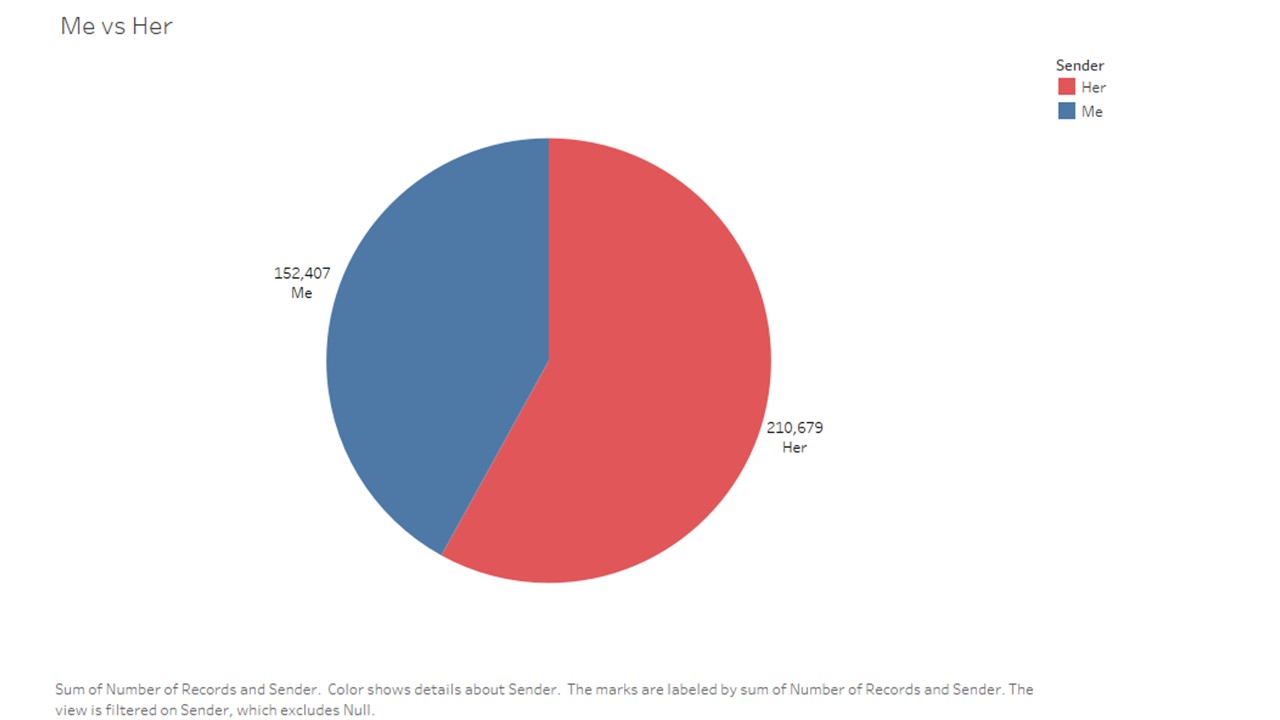 Me vs Her
Sender
Her
Me
152,407
Me
210,679
Her
Sum of Number of Records and Sender.  Color shows details about Sender.  The marks are labeled by sum of Number of Records and Sender. The
view is filtered on Sender, which excludes Null.